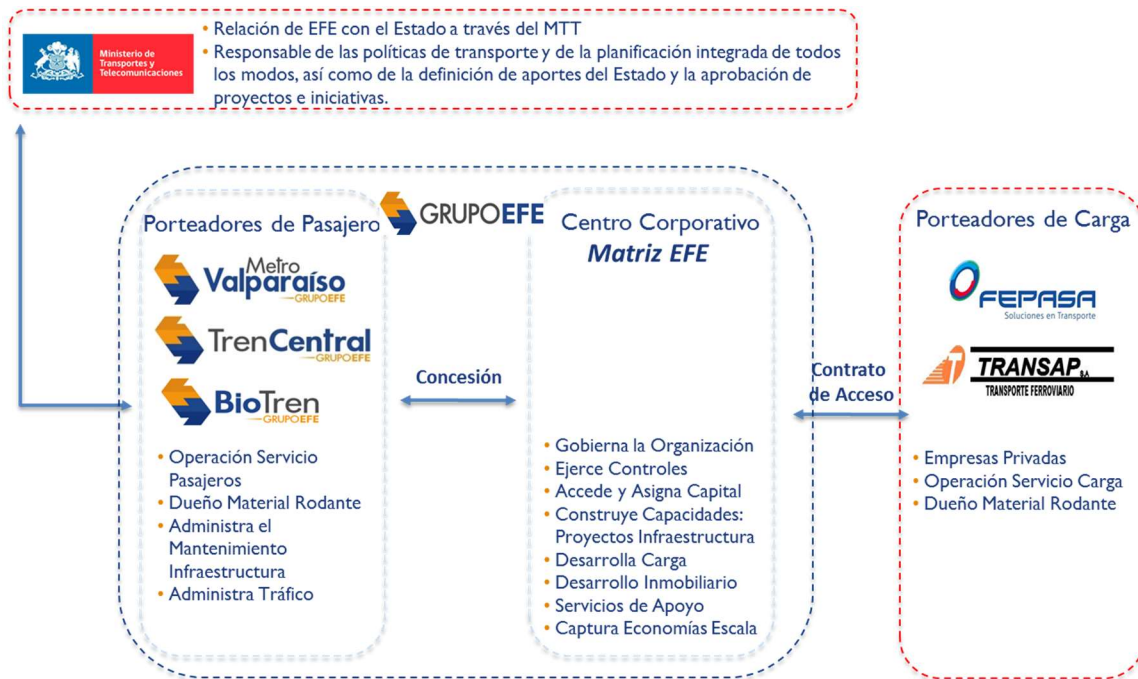 Ministerio de
Transportes y
Telecomunicaciones
• Relación de EFE con el Estado a través del MTT
• Responsable de las políticas de transporte y de la planificación integrada de todos
los modos, así como de la definición de aportes del Estado y la aprobación de
proyectos e iniciativas.
GRUPOEFE
Porteadores de Pasajero
Metro
Valparaíso
GRUPOEFE
TrenCentral
GRUPOEFE
BioTren
GRUPOEFE
• Operación Servicio
Pasajeros
• Dueño Material Rodante
• Administra el
Mantenimiento
Infraestructura
• Administra Tráfico
Concesión
Centro Corporativo
Matriz EFE
• Gobierna la Organización
• Ejerce Controles
• Accede y Asigna Capital
• Construye Capacidades:
Proyectos Infraestructura
• Desarrolla Carga
• Desarrollo Inmobiliario
• Servicios de Apoyo
• Captura Economías Escala
Contrato
de Acceso
Porteadores de Carga
FEPASA
Soluciones en Transporte
T TRANSAP S.A
TRANSPORTE FERROVIARIO
• Empresas Privadas
• Operación Servicio Carga
• Dueño Material Rodante